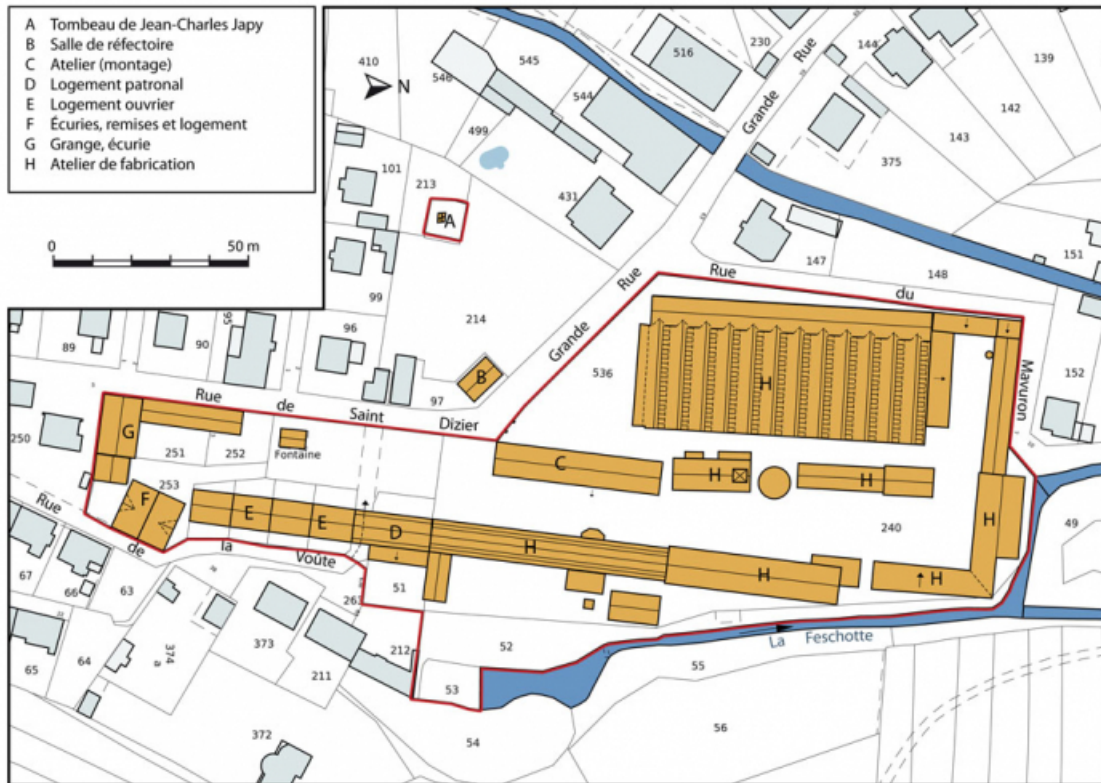 A Tombeau de Jean-Charles Japy
B Salle de réfectoire
C Atelier (montage)
D Logement patronal
E Logement ouvrier
F Écuries, remises et logement
G Grange, écurie
H Atelier de fabrication
0 50 m
N
410
546
545
544
516
230
144
139
142
143
375
499
101
213
A
431
Grande Rue
147
148
151
152
99
214
Rue du Mavuron
89
90
95
96
97
B
Grande Rue
536
H
Rue de Saint Dizier
250
G
251
252
Fontaine
253
F
C
H
H
240
H
49
E
E
D
H
H
H
Rue de la Voûte
67
66
63
65
64
374
a
373
211
261
51
212
52
53
La Feschotte
55
54
56
372